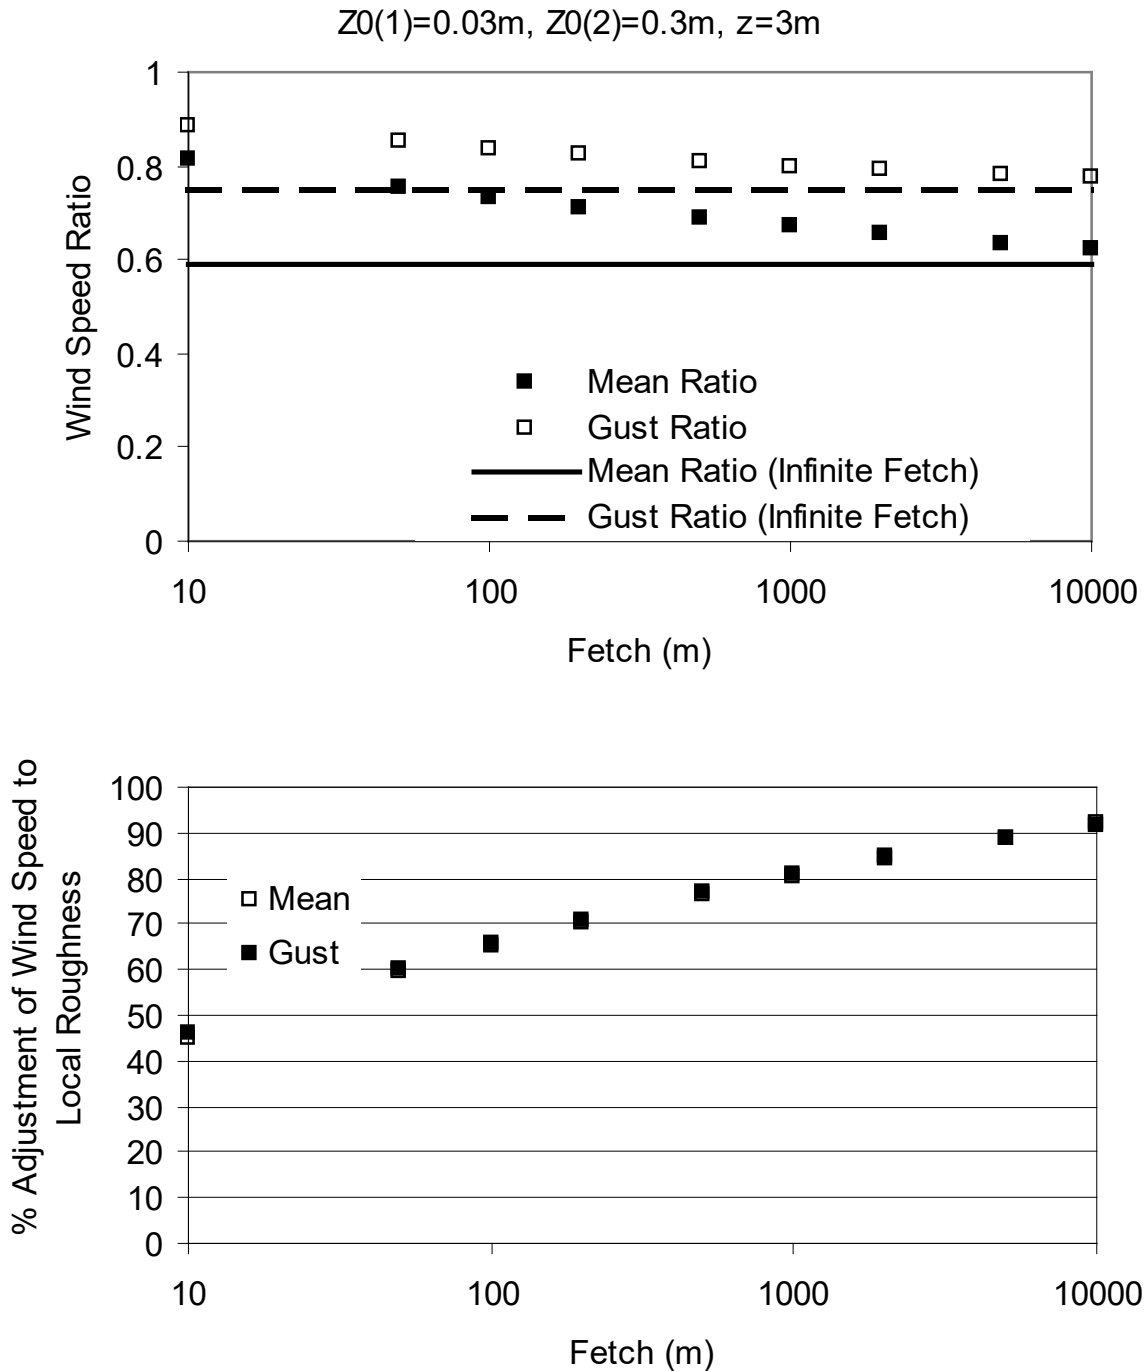 Z0(1)=0.03m, Z0(2)=0.3m, z=3m
1
0.8
0.6
0.4
0.2
0
Wind Speed Ratio
Mean Ratio
Gust Ratio
Mean Ratio (Infinite Fetch)
Gust Ratio (Infinite Fetch)
10 100 1000 10000
Fetch (m)
% Adjustment of Wind Speed to
Local Roughness
100
90
80
70
60
50
40
30
20
10
0
Mean
Gust
10 100 1000 10000
Fetch (m)